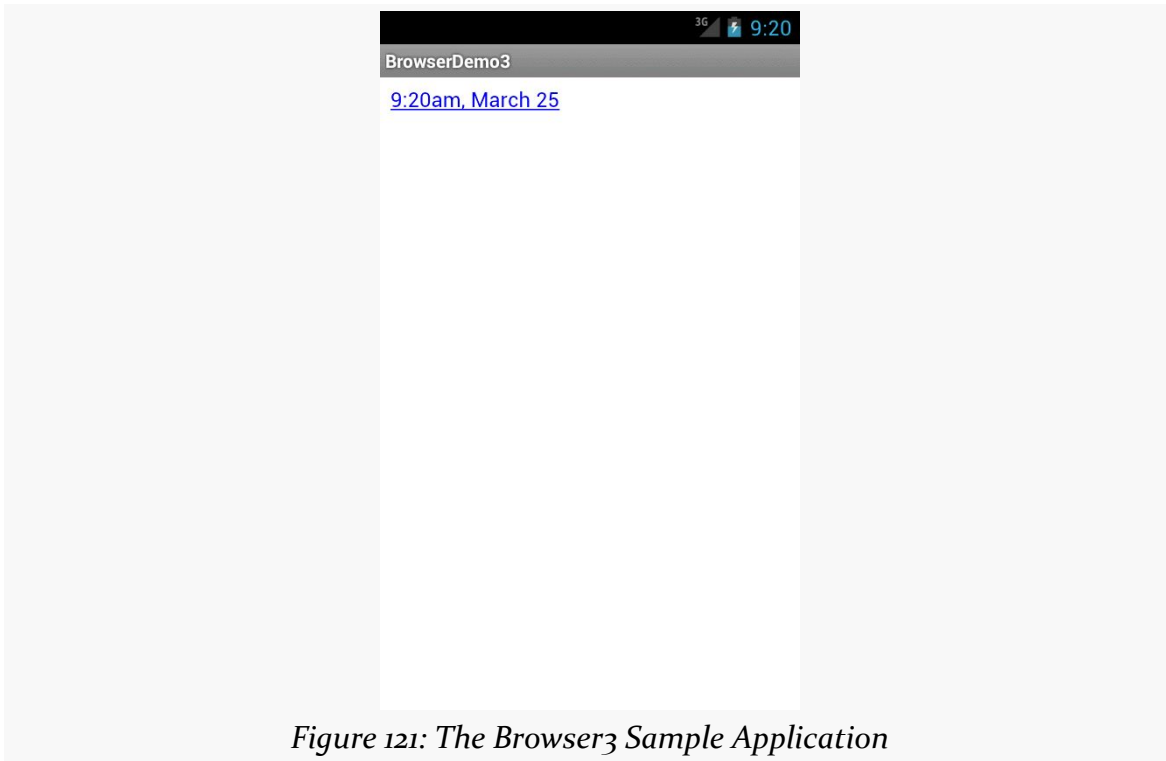 3G 9:20
BrowserDemo3
9:20am, March 25
Figure 121: The Browser3 Sample Application